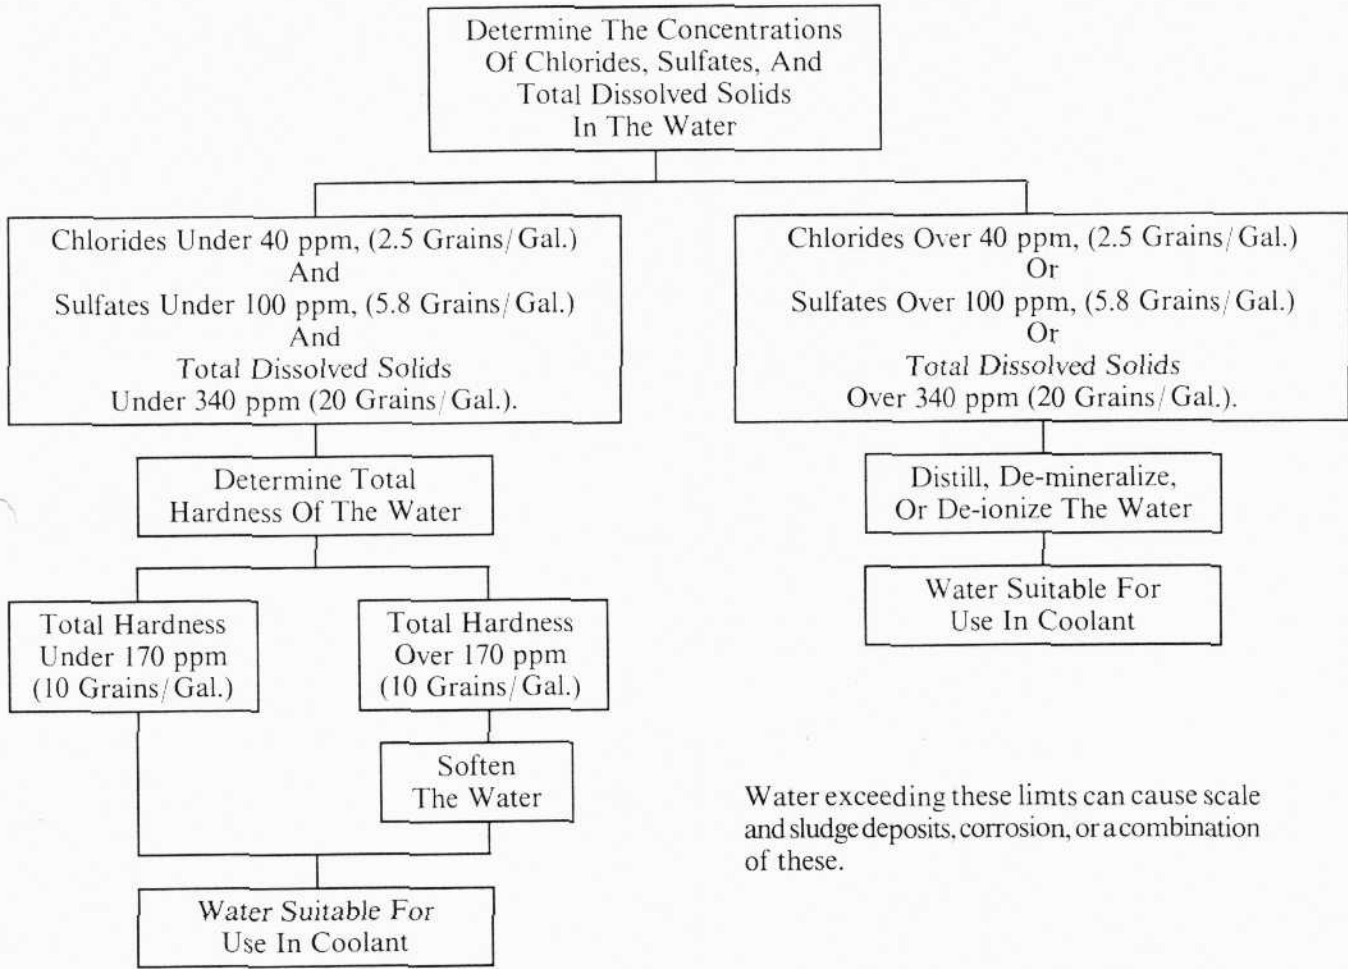 Determine The Concentrations
Of Chlorides, Sulfates, And
Total Dissolved Solids
In The Water
Chlorides Under 40 ppm, (2.5 Grains/Gal.)
And
Sulfates Under 100 ppm, (5.8 Grains/Gal.)
And
Total Dissolved Solids
Under 340 ppm (20 Grains/Gal.).
Chlorides Over 40 ppm, (2.5 Grains/Gal.)
Or
Sulfates Over 100 ppm, (5.8 Grains/Gal.)
Or
Total Dissolved Solids
Over 340 ppm (20 Grains/Gal.).
Determine Total
Hardness Of The Water
Distill, De-mineralize,
Or De-ionize The Water
Water Suitable For
Use In Coolant
Total Hardness
Under 170 ppm
(10 Grains/Gal.)
Total Hardness
Over 170 ppm
(10 Grains/Gal.)
Soften
The Water
Water Suitable For
Use In Coolant
Water exceeding these limts can cause scale
and sludge deposits, corrosion, or a combination
of these.